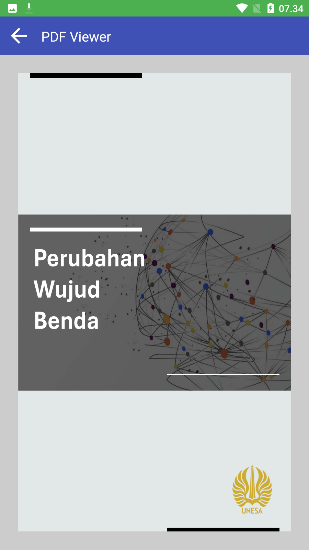 07.34
PDF Viewer
Perubahan
Wujud
Benda
UNESA